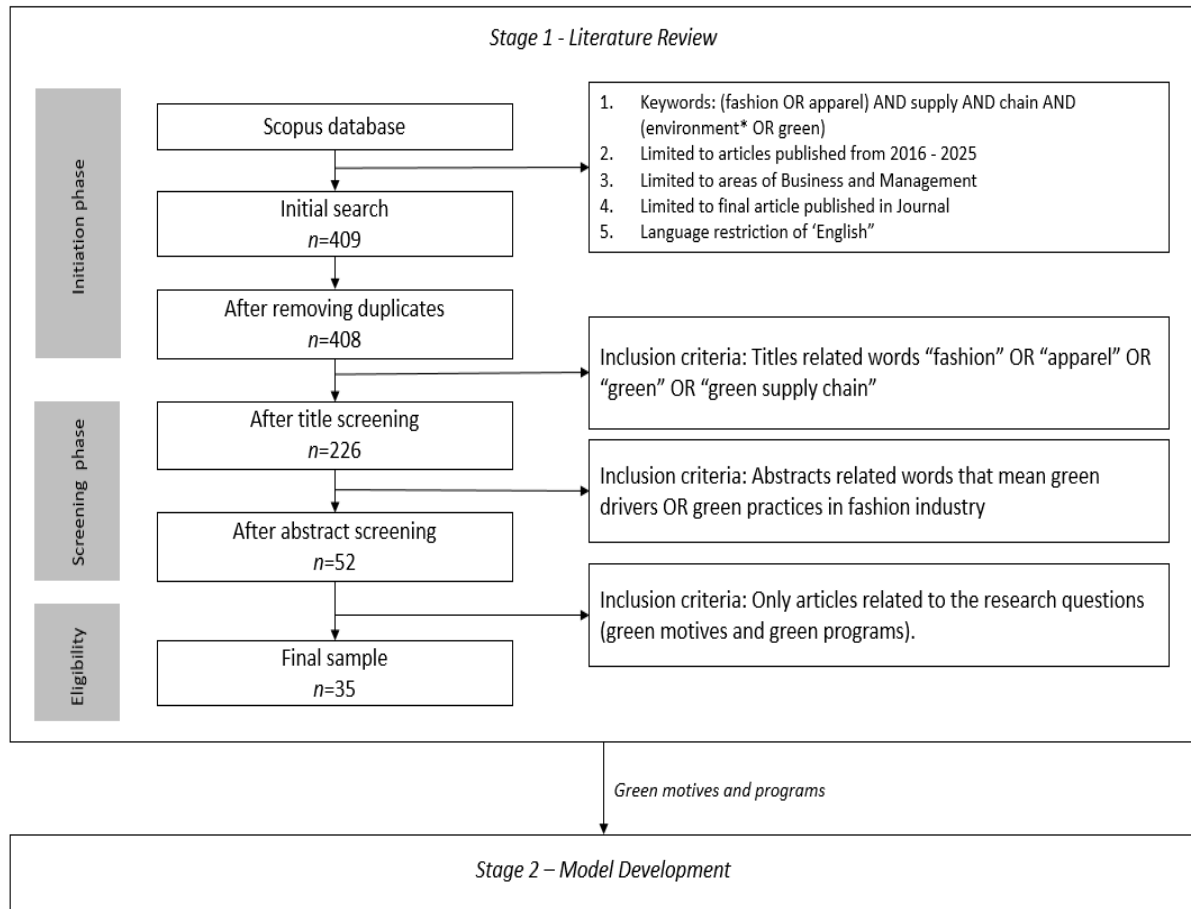 Stage 1 - Literature Review
Initiation phase
Scopus database
1. Keywords: (fashion OR apparel) AND supply AND chain AND
(environment* OR green)
2. Limited to articles published from 2016 - 2025
3. Limited to areas of Business and Management
4. Limited to final article published in Journal
5. Language restriction of ‘English”
Initial search
n=409
After removing duplicates
n=408
Inclusion criteria: Titles related words “fashion” OR “apparel” OR
“green” OR “green supply chain”
Screening phase
After title screening
n=226
Inclusion criteria: Abstracts related words that mean green
drivers OR green practices in fashion industry
After abstract screening
n=52
Inclusion criteria: Only articles related to the research questions
(green motives and green programs).
Eligibility
Final sample
n=35
Green motives and programs
Stage 2 – Model Development